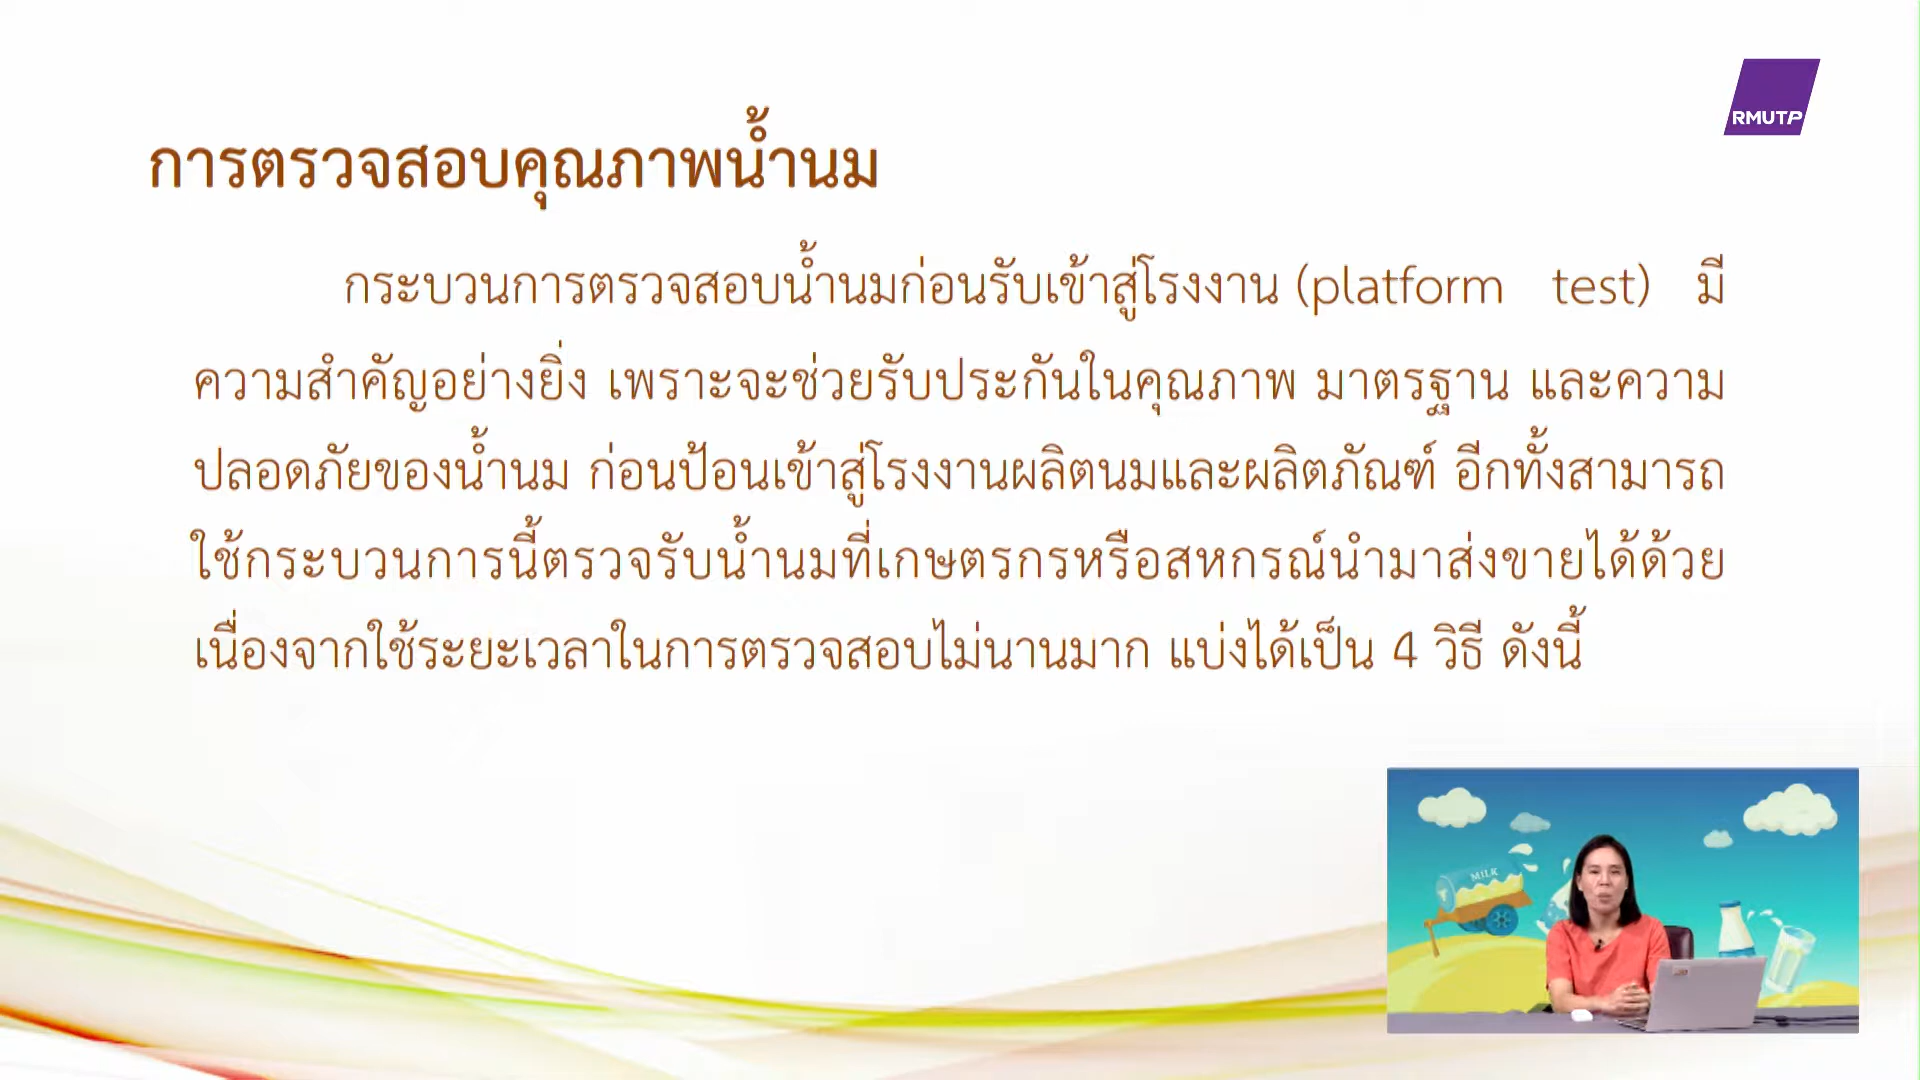 RMUTP
การตรวจสอบคุณภาพน้ำนม
กระบวนการตรวจสอบน้ำนมก่อนรับเข้าสู่โรงงาน (platform test) มี
ความสำคัญอย่างยิ่ง เพราะจะช่วยรับประกันในคุณภาพ มาตรฐาน และความ
ปลอดภัยของน้ำนม ก่อนป้อนเข้าสู่โรงงานผลิตนมและผลิตภัณฑ์ อีกทั้งสามารถ
ใช้กระบวนการนี้ตรวจรับน้ำนมที่เกษตรกรหรือสหกรณ์นำมาส่งขายได้ด้วย
เนื่องจากใช้ระยะเวลาในการตรวจสอบไม่นานมาก แบ่งได้เป็น 4 วิธี ดังนี้
MILK